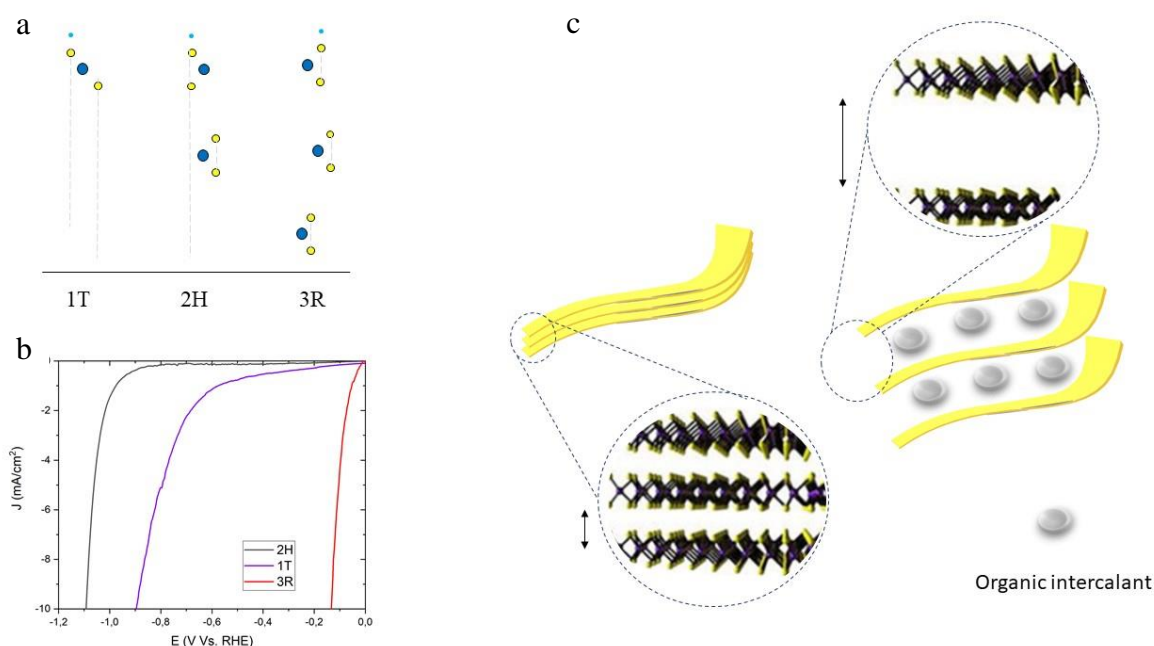 a
1T
2H
3R
b
J (mA/cm²)
-2
-4
-6
-8
-10
2H
1T
3R
-1,2
-1,0
-0,8
-0,6
-0,4
-0,2
0,0
E (V Vs. RHE)
c
Organic intercalant